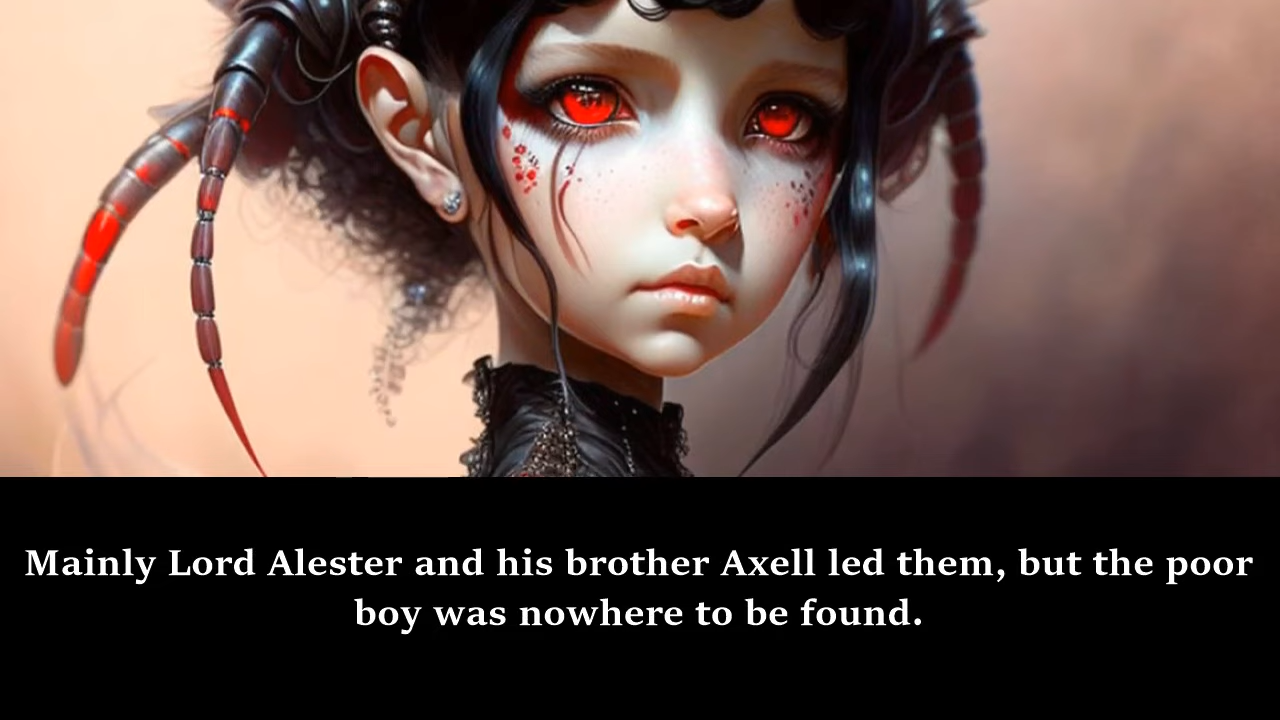 Mainly Lord Alester and his brother Axell led them, but the poor
boy was nowhere to be found.